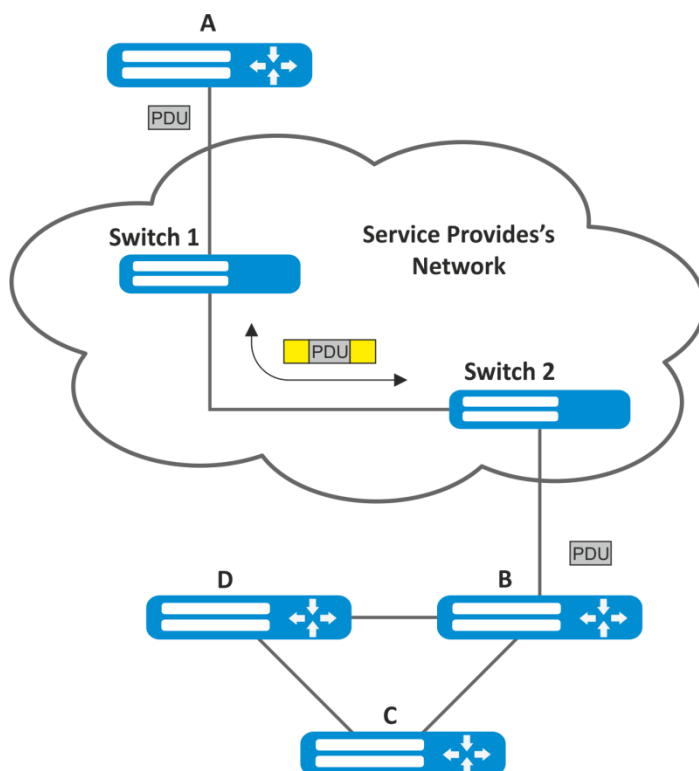 A
PDU
Switch 1
Service Provides's
Network
PDU
Switch 2
PDU
D
B
C